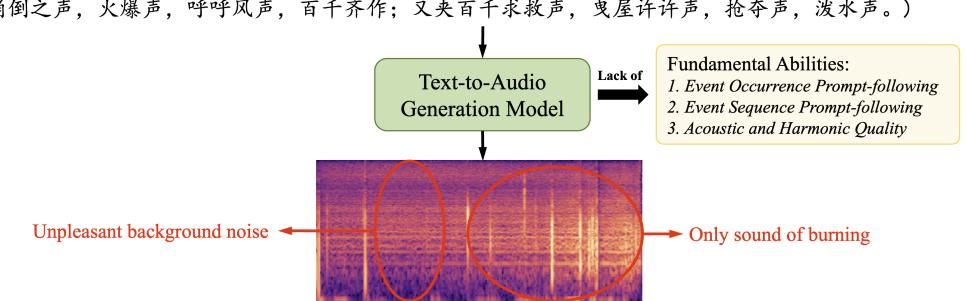 倒之声，火爆声，呼呼风声，百千齐作；又夹百千求救声，曳屋许许声，抢夺声，泼水声。）
Text-to-Audio
Generation Model
Lack of
Fundamental Abilities:
1. Event Occurrence Prompt-following
2. Event Sequence Prompt-following
3. Acoustic and Harmonic Quality
Unpleasant background noise
Only sound of burning